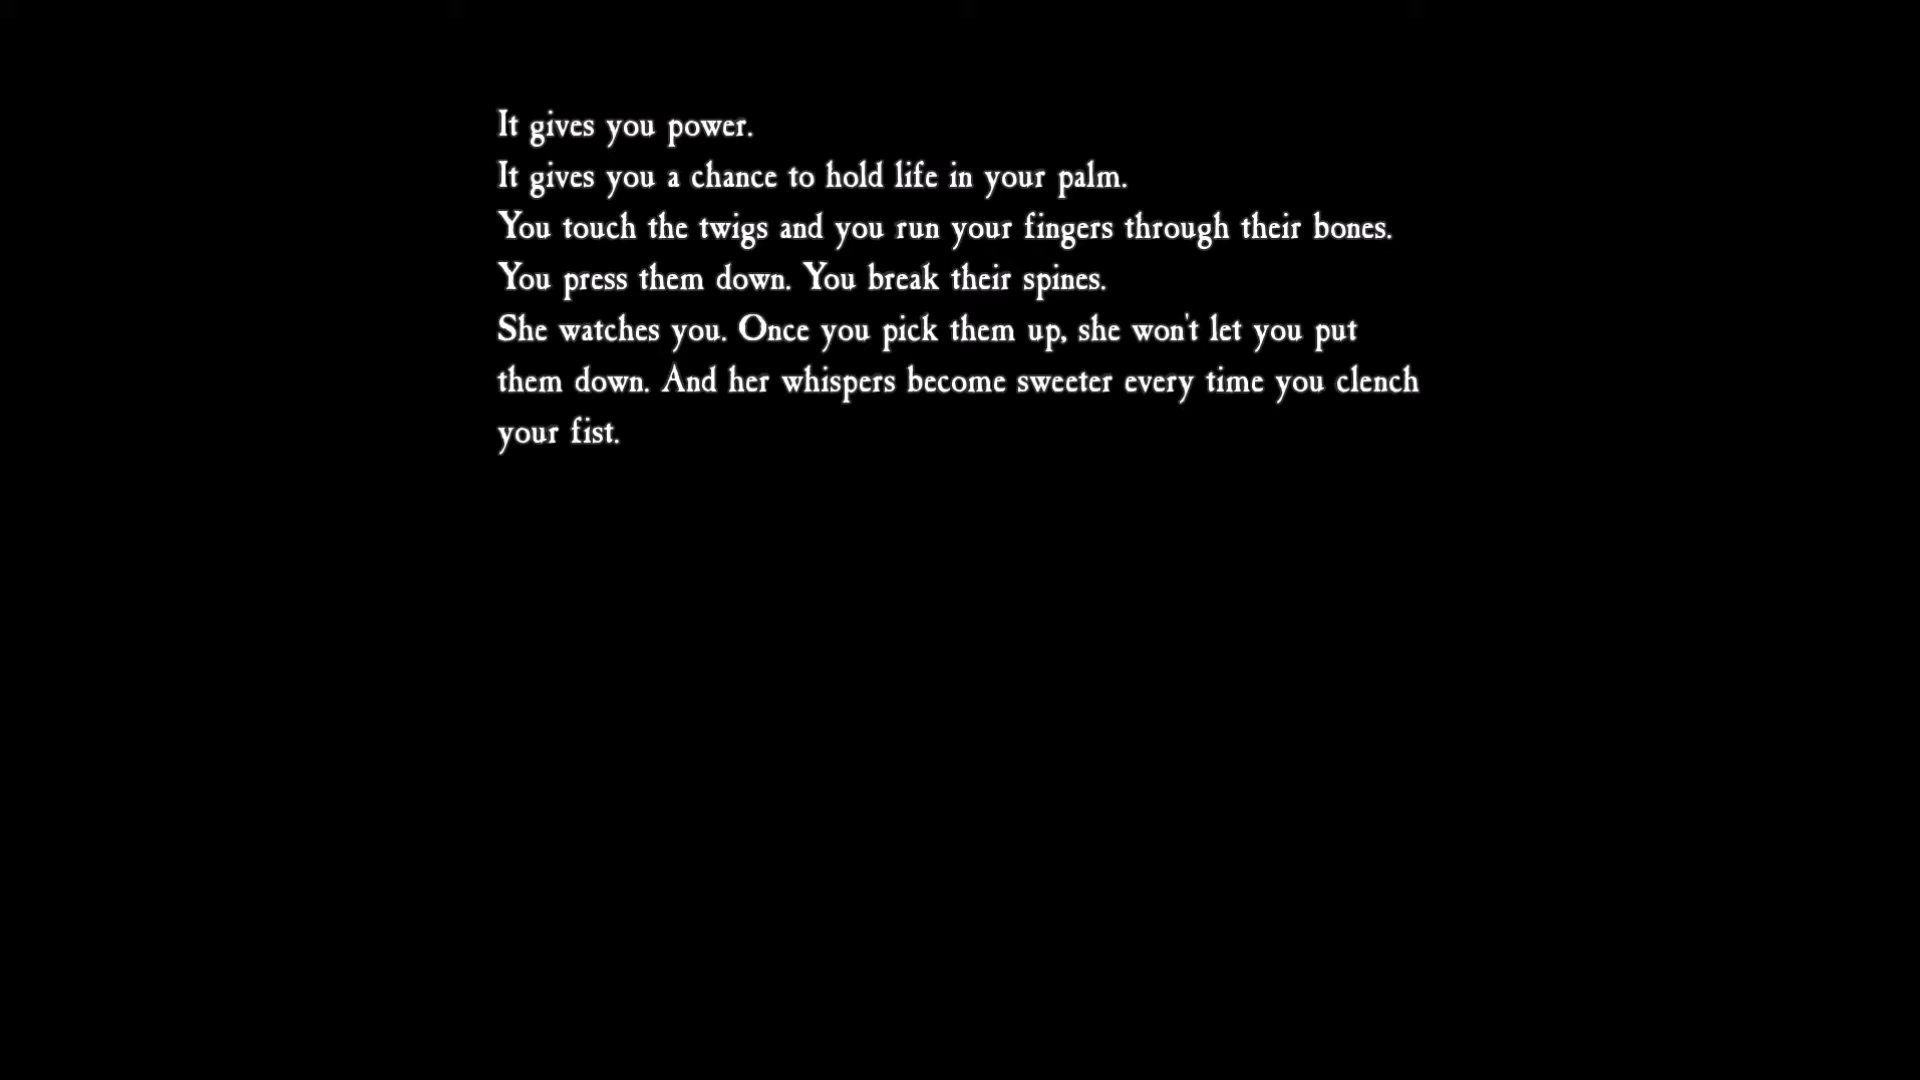 It gives you power.
It gives you a chance to hold life in your palm.
You touch the twigs and you run your fingers through their bones.
You press them down. You break their spines.
She watches you. Once you pick them up, she won't let you put
them down. And her whispers become sweeter every time you clench
your fist.